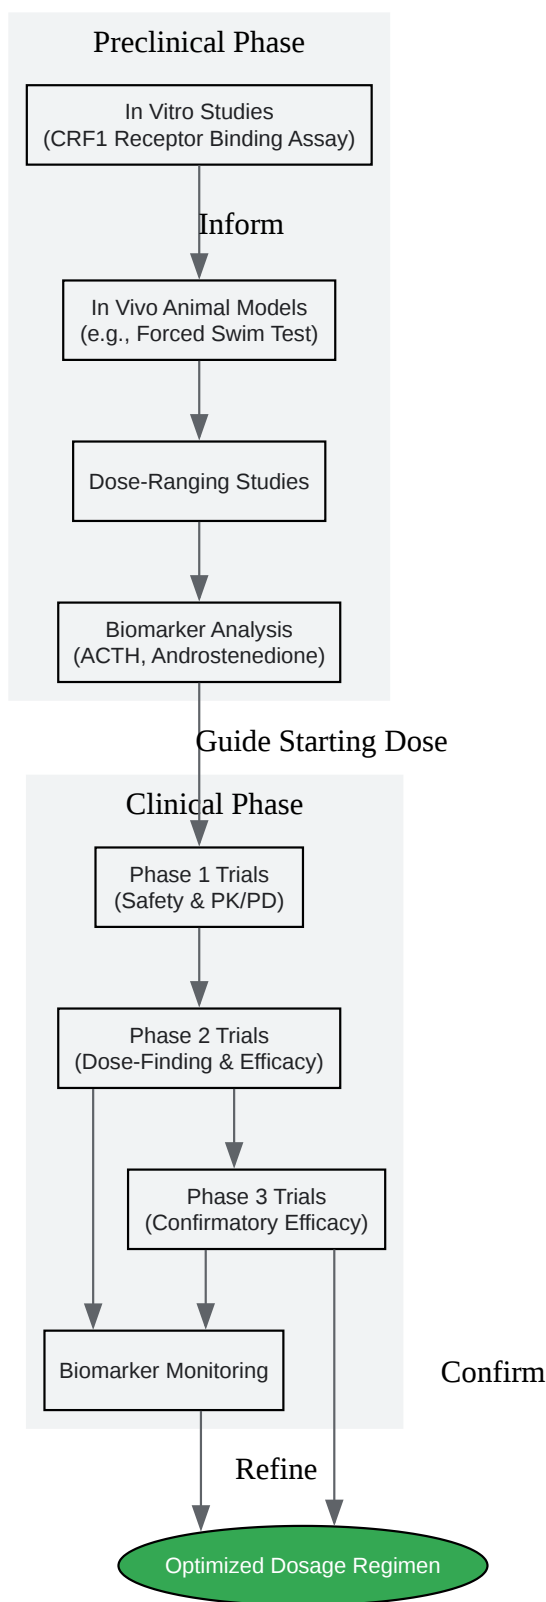 Preclinical Phase
In Vitro Studies
(CRF1 Receptor Binding Assay)
Inform
In Vivo Animal Models
(e.g., Forced Swim Test)
Dose-Ranging Studies
Biomarker Analysis
(ACTH, Androstenedione)
Guide Starting Dose
Clinical Phase
Phase 1 Trials
(Safety & PK/PD)
Phase 2 Trials
(Dose-Finding & Efficacy)
Phase 3 Trials
(Confirmatory Efficacy)
Biomarker Monitoring
Confirm
Refine
Optimized Dosage Regimen